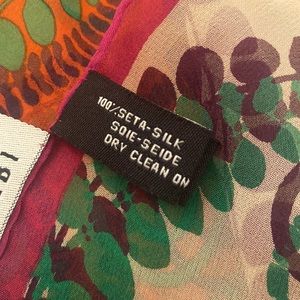 100%SETA-SILK
SOIE-SEIDE
DRY CLEAN ON